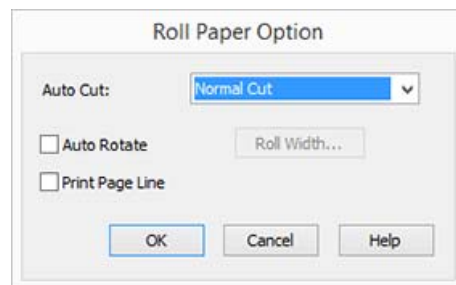 Roll Paper Option
Auto Cut: Normal Cut
Auto Rotate Roll Width...
Print Page Line
OK Cancel Help